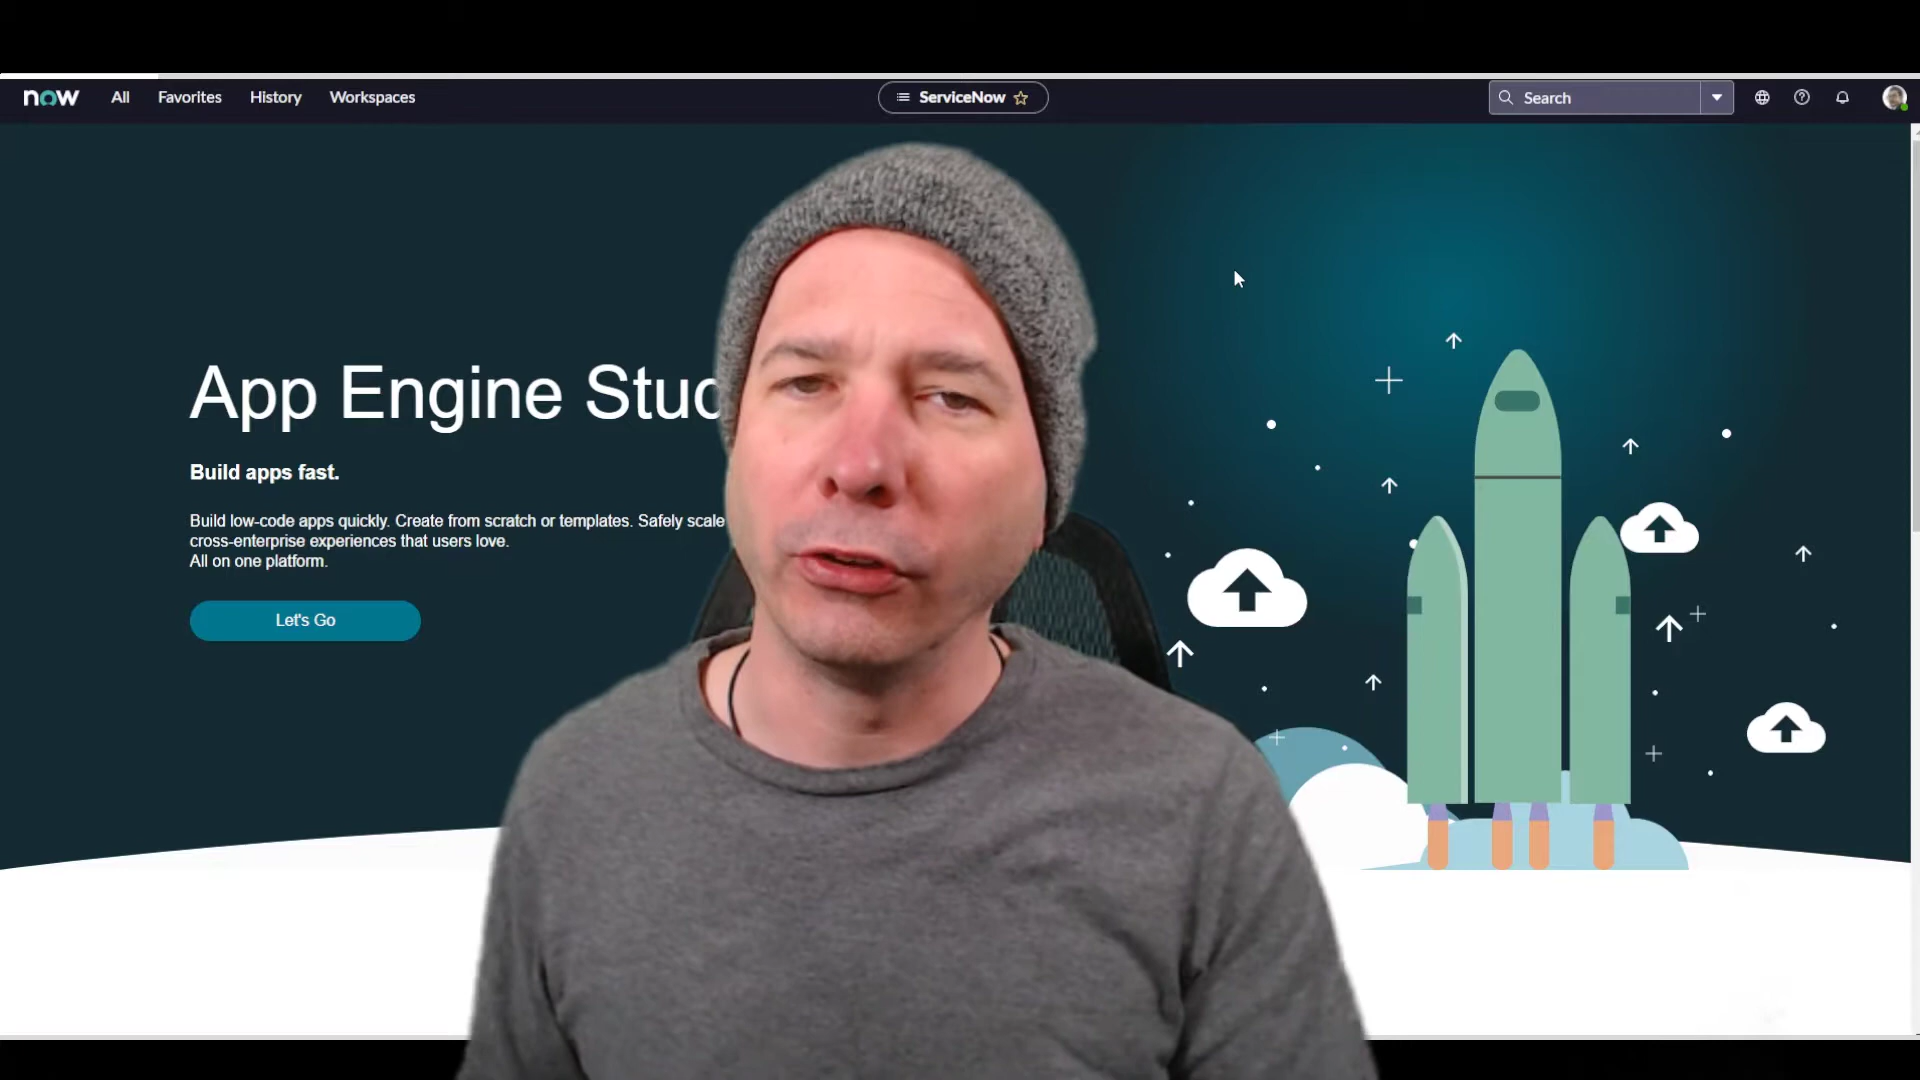 now All Favorites History Workspaces ServiceNow Search
App Engine Stud
Build apps fast.
Build low-code apps quickly. Create from scratch or templates. Safely scale
cross-enterprise experiences that users love.
All on one platform.
Let's Go